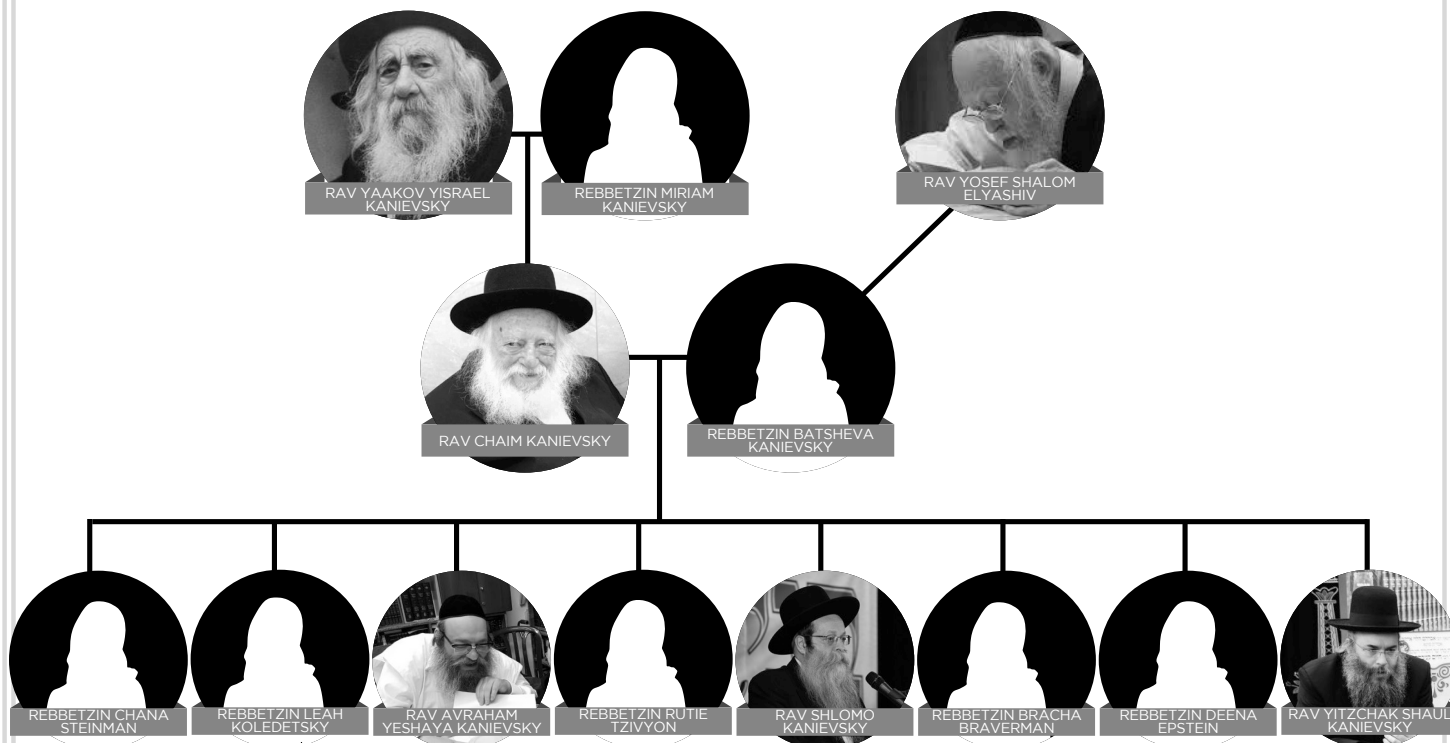 RAV YAAKOV YISRAEL
KANIEVSKY
REBBETZIN MIRIAM
KANIEVSKY
RAV YOSEF SHALOM
ELYASHIV
RAV CHAIM KANIEVSKY
REBBETZIN BATSHEVA
KANIEVSKY
REBBETZIN CHANA
STEINMAN
REBBETZIN LEAH
KOLEDETSKY
RAV AVRAHAM
YESHAYA KANIEVSKY
REBBETZIN RUTIE
TZIVYON
RAV SHLOMO
KANIEVSKY
REBBETZIN BRACHA
BRAVERMAN
REBBETZIN DEENA
EPSTEIN
RAV YITZCHAK SHAUL
KANIEVSKY